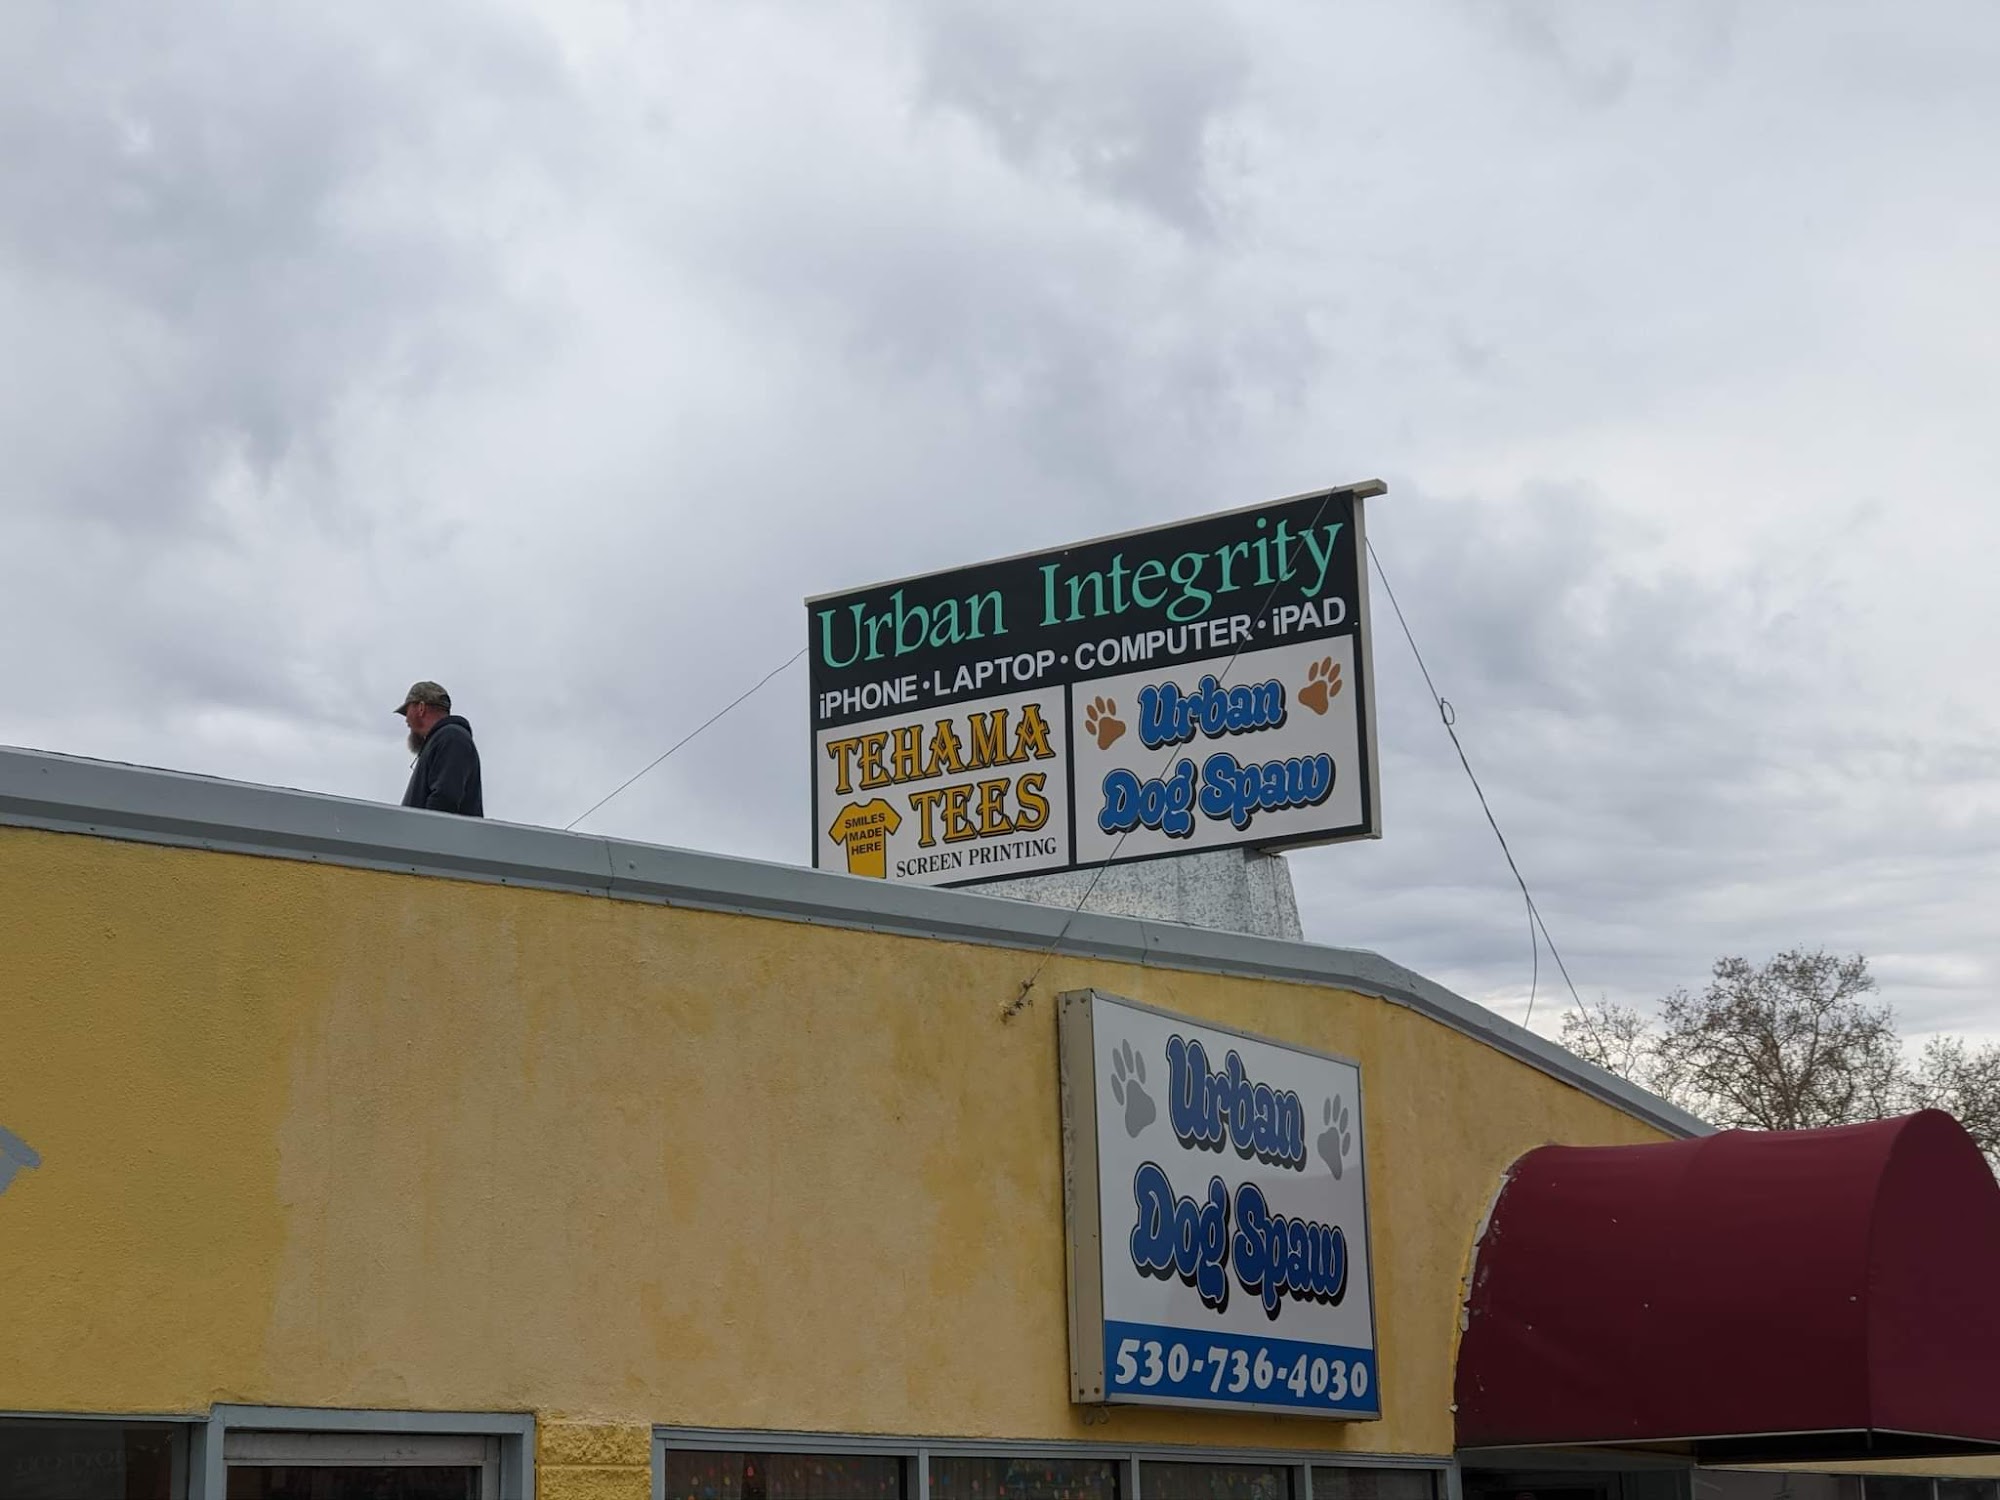 Urban Integrity
iPHONE • LAPTOP • COMPUTER • iPAD
TEHAMA
TEES
SMILES
MADE
HERE
SCREEN PRINTING
Urban
Dog Spaw
Urban
Dog Spaw
530-736-4030